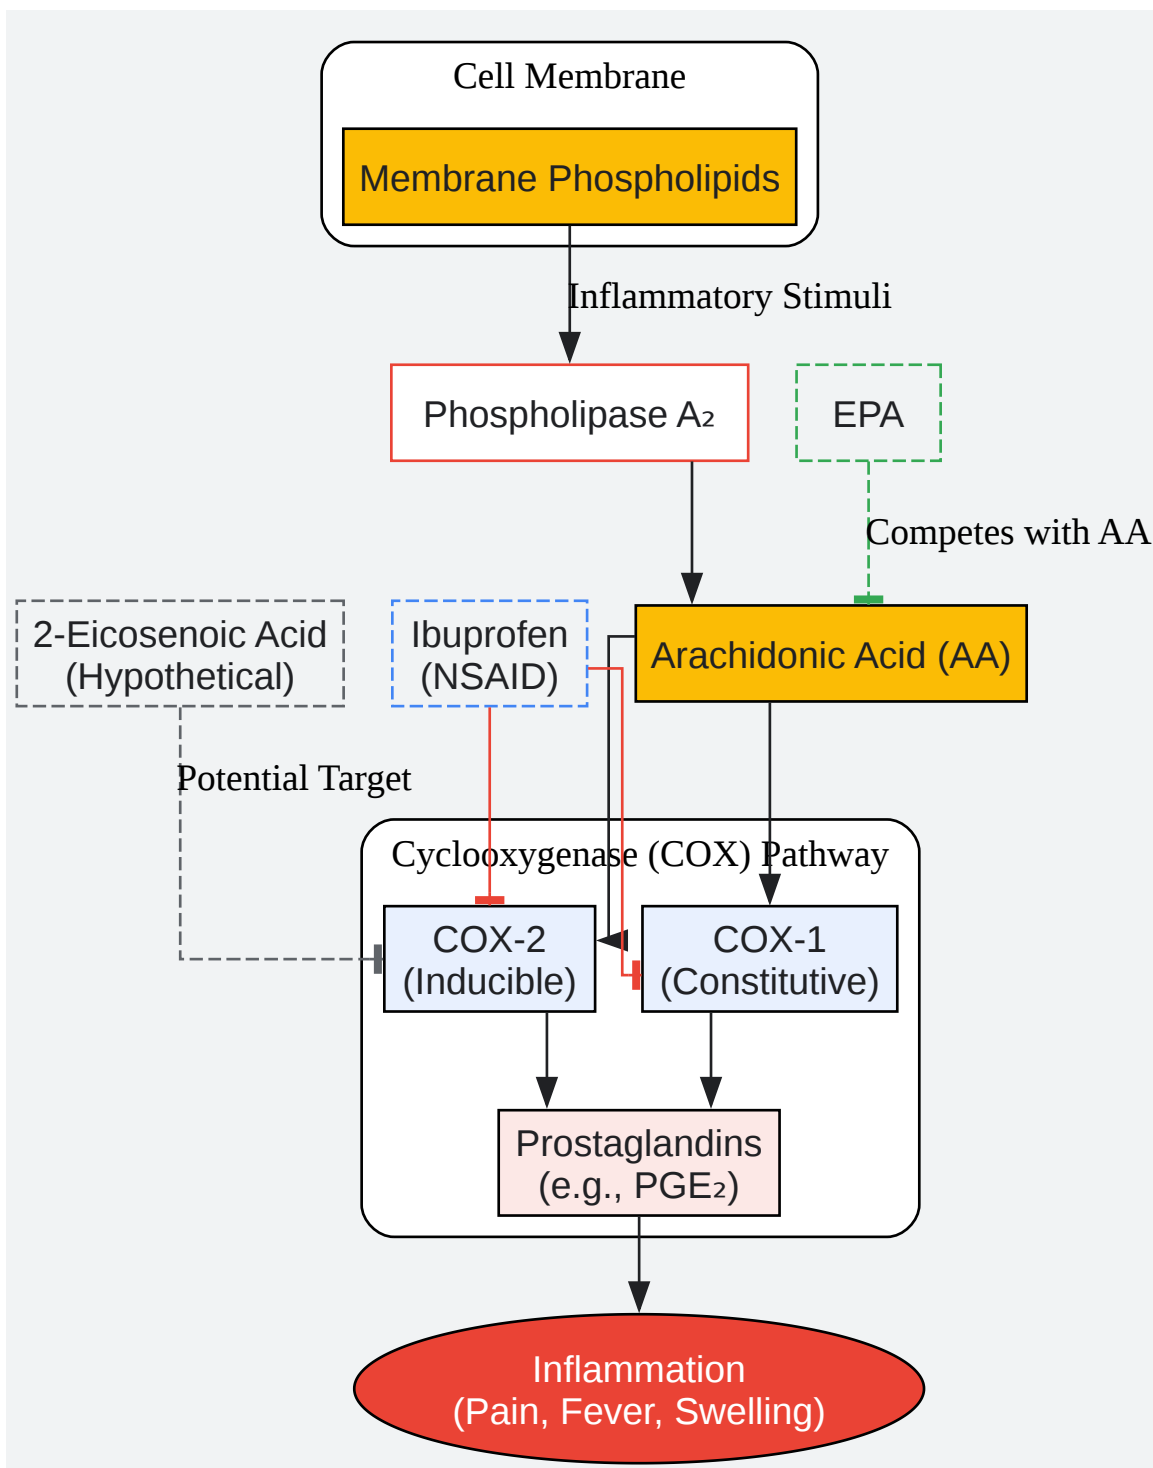 Cell Membrane
Membrane Phospholipids
Inflammatory Stimuli
Phospholipase A₂
EPA
Competes with AA
2-Eicosenoic Acid
(Hypothetical)
Ibuprofen
(NSAID)
Arachidonic Acid (AA)
Potential Target
Cyclooxygenase (COX) Pathway
COX-2
(Inducible)
COX-1
(Constitutive)
Prostaglandins
(e.g., PGE₂)
Inflammation
(Pain, Fever, Swelling)